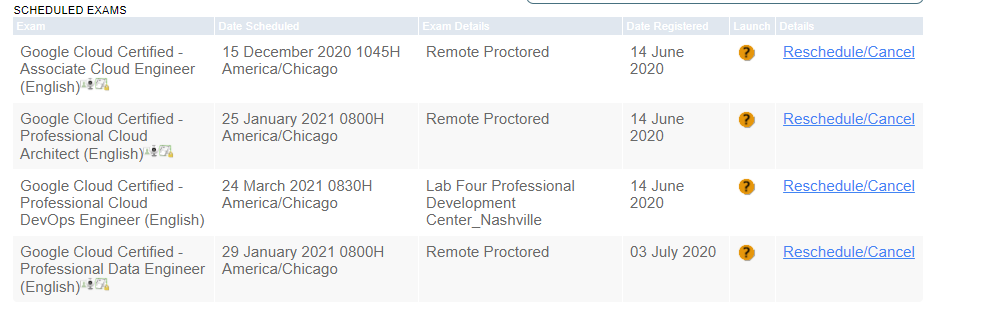 SCHEDULED EXAMS
Exam Date Scheduled Exam Details Date Registered Launch Details
Google Cloud Certified - 15 December 2020 1045H Remote Proctored 14 June ? Reschedule/Cancel
Associate Cloud Engineer America/Chicago 2020
(English)
Google Cloud Certified - 25 January 2021 0800H Remote Proctored 14 June ? Reschedule/Cancel
Professional Cloud America/Chicago 2020
Architect (English)
Google Cloud Certified - 24 March 2021 0830H Lab Four Professional 14 June ? Reschedule/Cancel
Professional Cloud America/Chicago Development 2020
DevOps Engineer (English) Center_Nashville
Google Cloud Certified - 29 January 2021 0800H Remote Proctored 03 July 2020 ? Reschedule/Cancel
Professional Data Engineer America/Chicago
(English)